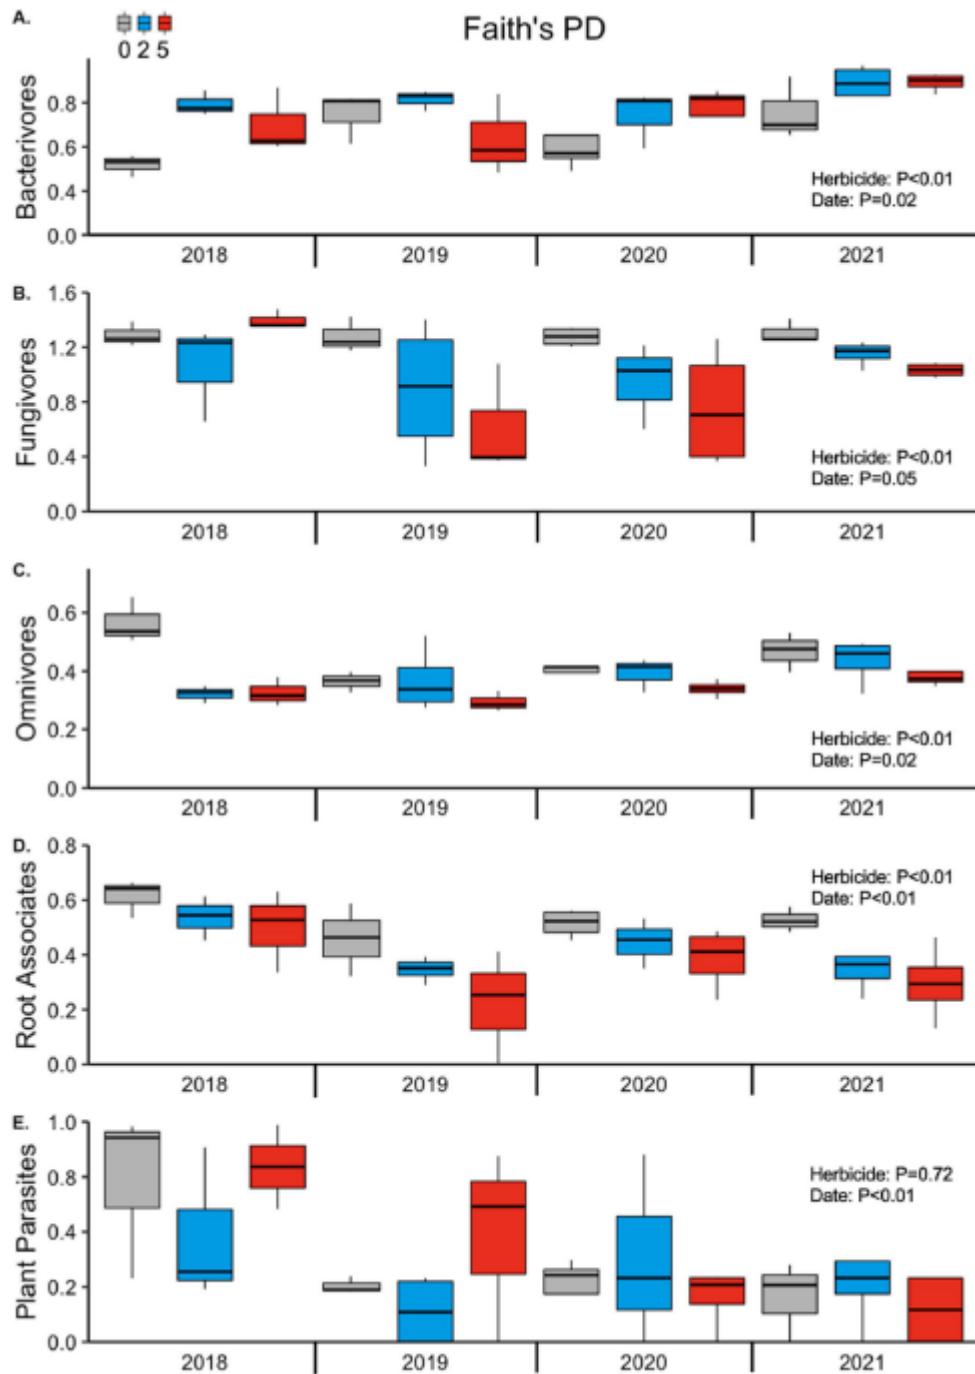 A.
Faith's PD
0 2 5
Bacterivores
0.8
0.6
0.4
0.0
Herbicide: P<0.01
Date: P=0.02
2018 2019 2020 2021
B.
Fungivores
1.6
1.2
0.8
0.4
0.0
Herbicide: P<0.01
Date: P=0.05
2018 2019 2020 2021
C.
Omnivores
0.6
0.4
0.2
0.0
Herbicide: P<0.01
Date: P=0.02
2018 2019 2020 2021
D.
Root Associates
0.8
0.6
0.4
0.2
0.0
Herbicide: P<0.01
Date: P<0.01
2018 2019 2020 2021
E.
Plant Parasites
1.0
0.8
0.4
0.2
0.0
Herbicide: P=0.72
Date: P<0.01
2018 2019 2020 2021